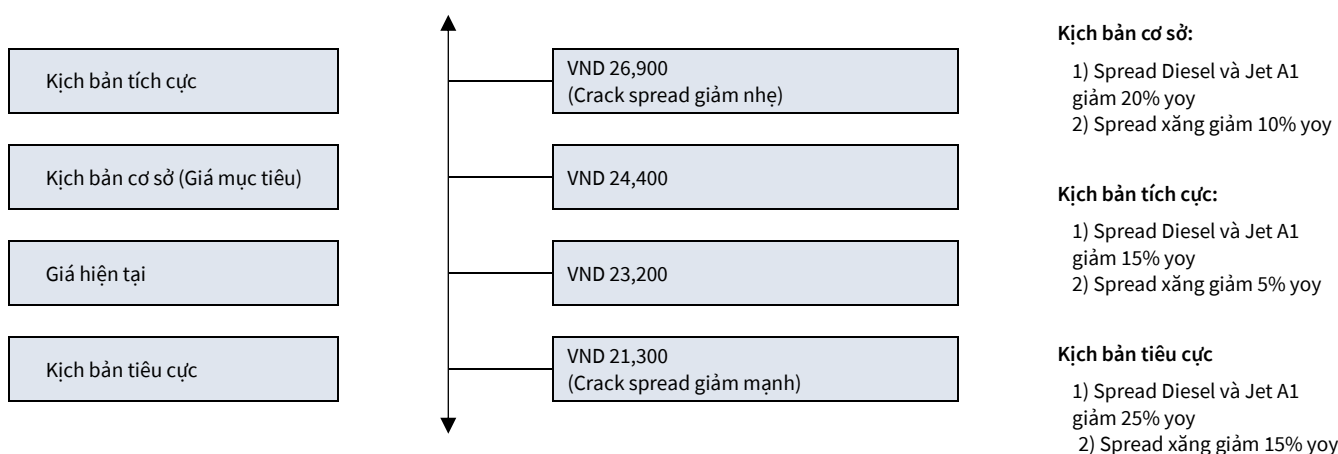 Kịch bản tích cực
VND 26,900
(Crack spread giảm nhẹ)
Kịch bản cơ sở (Giá mục tiêu)
VND 24,400
Giá hiện tại
VND 23,200
Kịch bản tiêu cực
VND 21,300
(Crack spread giảm mạnh)
Kịch bản cơ sở:
1) Spread Diesel và Jet A1
giảm 20% yoy
2) Spread xăng giảm 10% yoy
Kịch bản tích cực:
1) Spread Diesel và Jet A1
giảm 15% yoy
2) Spread xăng giảm 5% yoy
Kịch bản tiêu cực
1) Spread Diesel và Jet A1
giảm 25% yoy
2) Spread xăng giảm 15% yoy